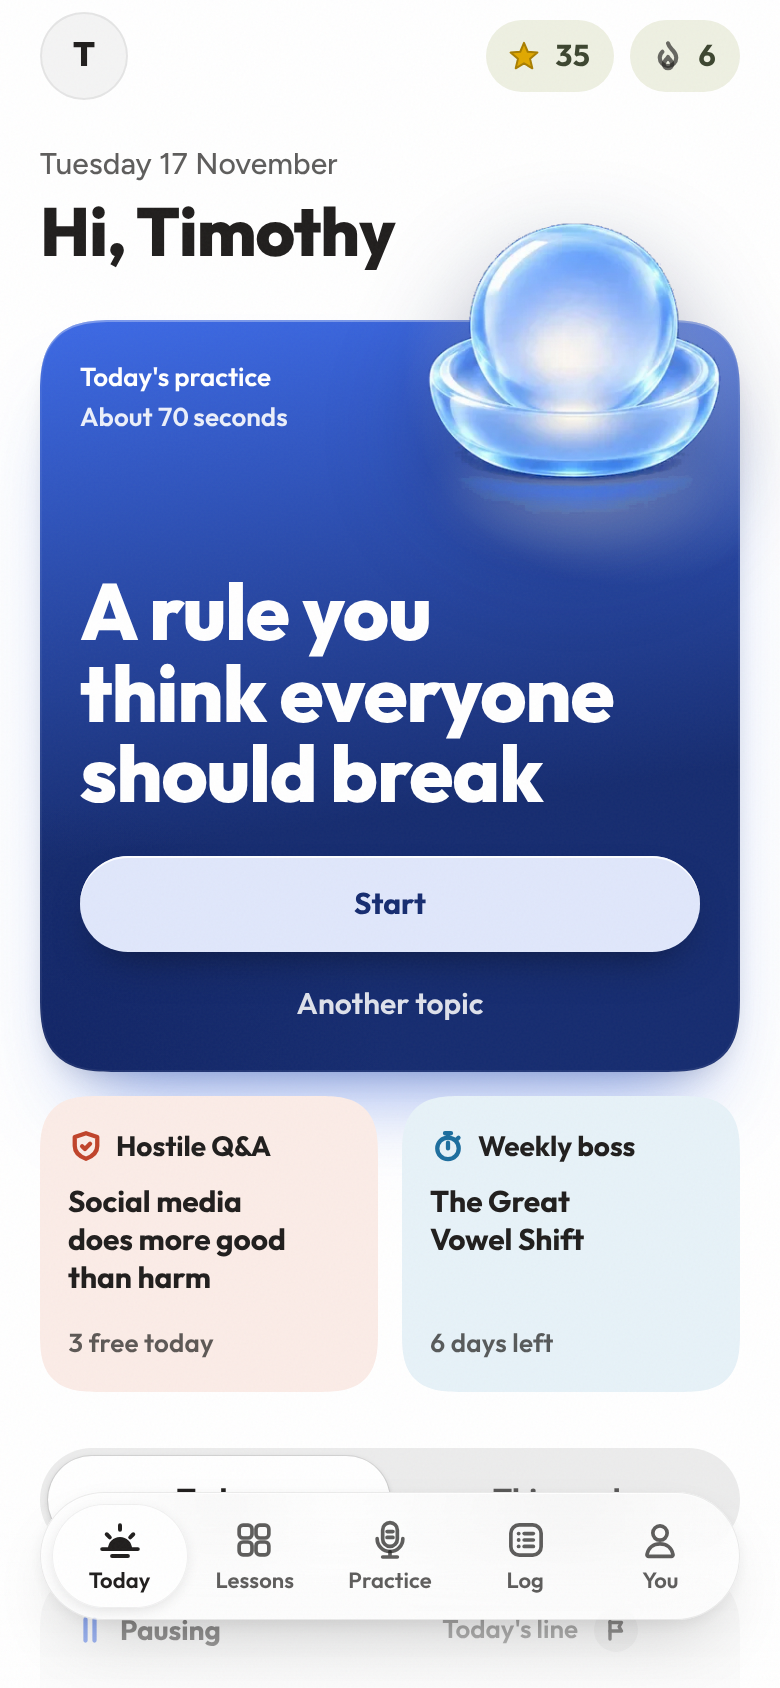 T
35
6
Tuesday 17 November
Hi, Timothy
Today's practice
About 70 seconds
A rule you
think everyone
should break
Start
Another topic
Hostile Q&A
Social media
does more good
than harm
3 free today
Weekly boss
The Great
Vowel Shift
6 days left
Today
Lessons
Practice
Log
You
Pausing
Today's line